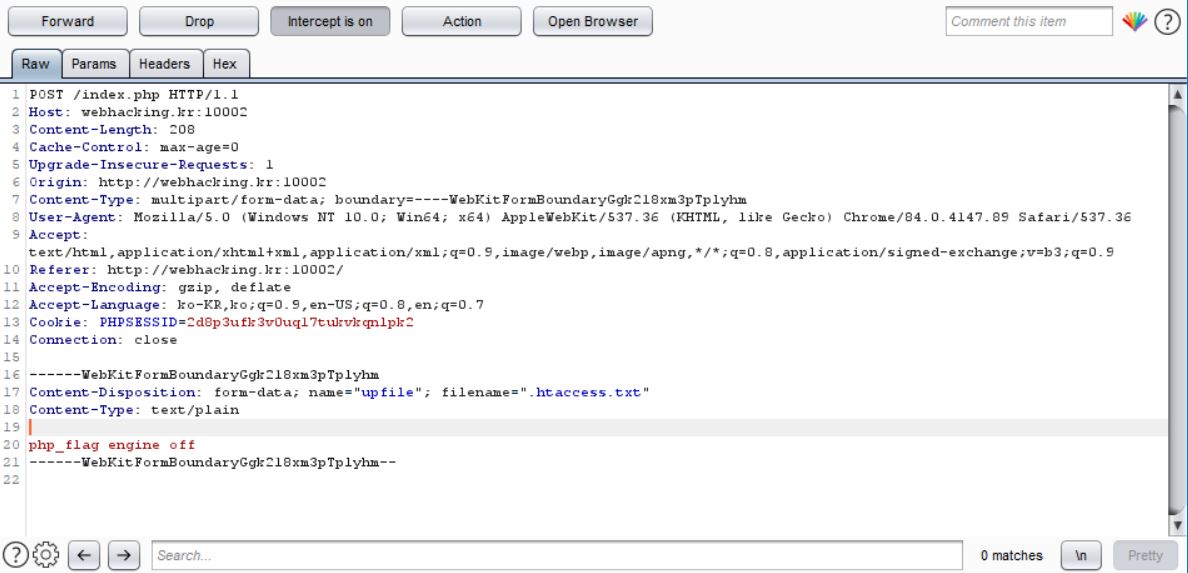 Forward Drop Intercept is on Action Open Browser Comment this item ?
Raw Params Headers Hex
1 POST /index.php HTTP/1.1
2 Host: webhacking.kr:10002
3 Content-Length: 208
4 Cache-Control: max-age=0
5 Upgrade-Insecure-Requests: 1
6 Origin: http://webhacking.kr:10002
7 Content-Type: multipart/form-data; boundary=----WebKitFormBoundaryGgk2l8xm3pTplyhm
8 User-Agent: Mozilla/5.0 (Windows NT 10.0; Win64; x64) AppleWebKit/537.36 (KHTML, like Gecko) Chrome/84.0.4147.89 Safari/537.36
9 Accept:
text/html,application/xhtml+xml,application/xml;q=0.9,image/webp,image/apng,*/*;q=0.8,application/signed-exchange;v=b3;q=0.9
10 Referer: http://webhacking.kr:10002/
11 Accept-Encoding: gzip, deflate
12 Accept-Language: ko-KR,ko;q=0.9,en-US;q=0.8,en;q=0.7
13 Cookie: PHPSESSID=2d8p3ufk3v0uql7tukvkqnlpk2
14 Connection: close
15
16 ------WebKitFormBoundaryGgk2l8xm3pTplyhm
17 Content-Disposition: form-data; name="upfile"; filename=".htaccess.txt"
18 Content-Type: text/plain
19
20 php_flag engine off
21 ------WebKitFormBoundaryGgk2l8xm3pTplyhm--
22
? Search... 0 matches \n Pretty